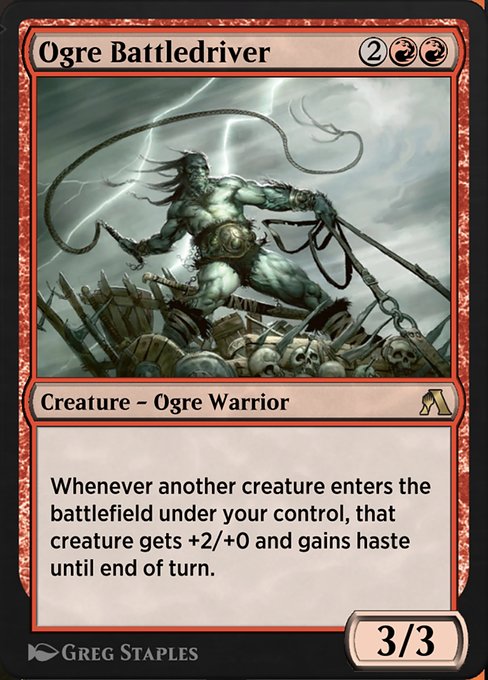 Ogre Battledriver 2
Creature – Ogre Warrior
Whenever another creature enters the
battlefield under your control, that
creature gets +2/+0 and gains haste
until end of turn.
3/3
Greg Staples